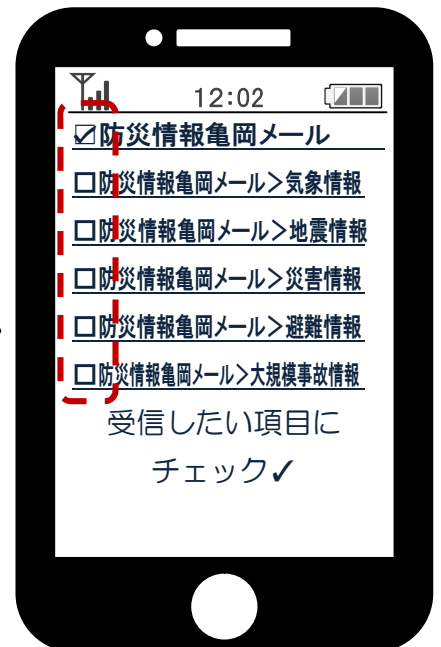 12:02
☑防災情報亀岡メール
□防災情報亀岡メール>気象情報
□防災情報亀岡メール>地震情報
□防災情報亀岡メール>災害情報
□防災情報亀岡メール>避難情報
□防災情報亀岡メール>大規模事故情報
受信したい項目に
チェック✓